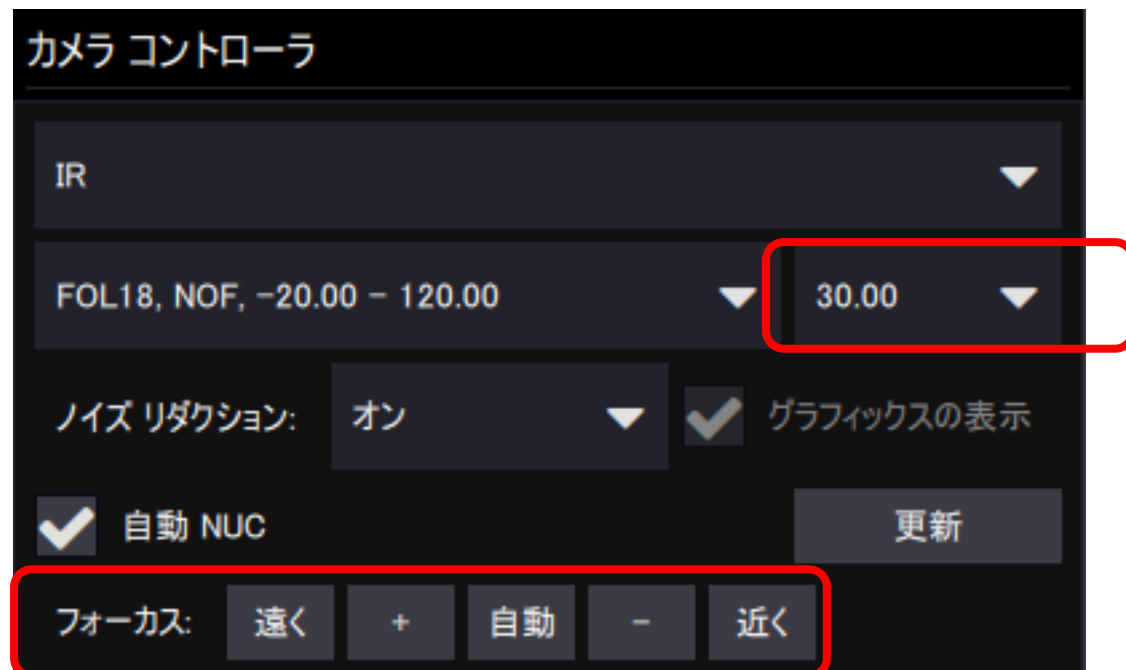 カメラ コントローラ
IR
FOL18, NOF, -20.00 - 120.00 30.00
ノイズ リダクション: オン グラフィックスの表示
自動 NUC 更新
フォーカス: 遠く + 自動 - 近く